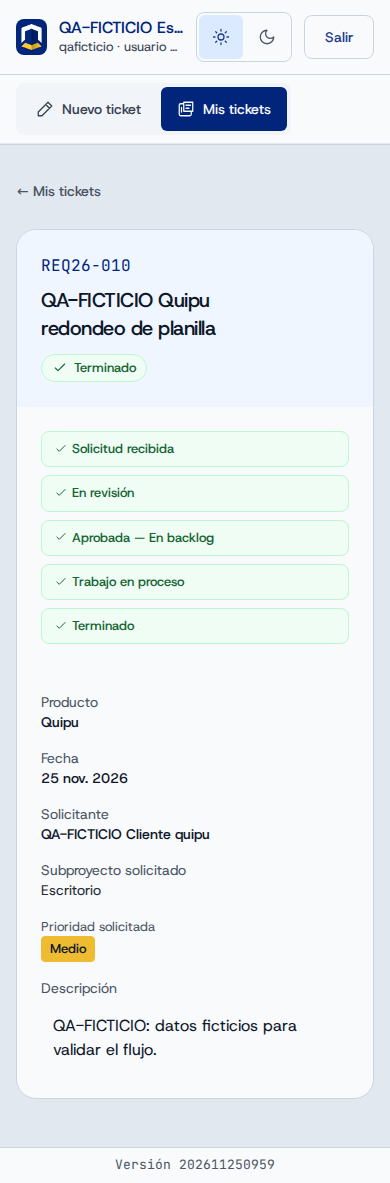 QA-FICTICIO Es...
qaficticio · usuario ...
Salir
Nuevo ticket
Mis tickets
← Mis tickets
REQ26-010
QA-FICTICIO Quipu
redondeo de planilla
Terminado
Solicitud recibida
En revisión
Aprobada — En backlog
Trabajo en proceso
Terminado
Producto
Quipu
Fecha
25 nov. 2026
Solicitante
QA-FICTICIO Cliente quipu
Subproyecto solicitado
Escritorio
Prioridad solicitada
Medio
Descripción
QA-FICTICIO: datos ficticios para
validar el flujo.
Versión 202611250959